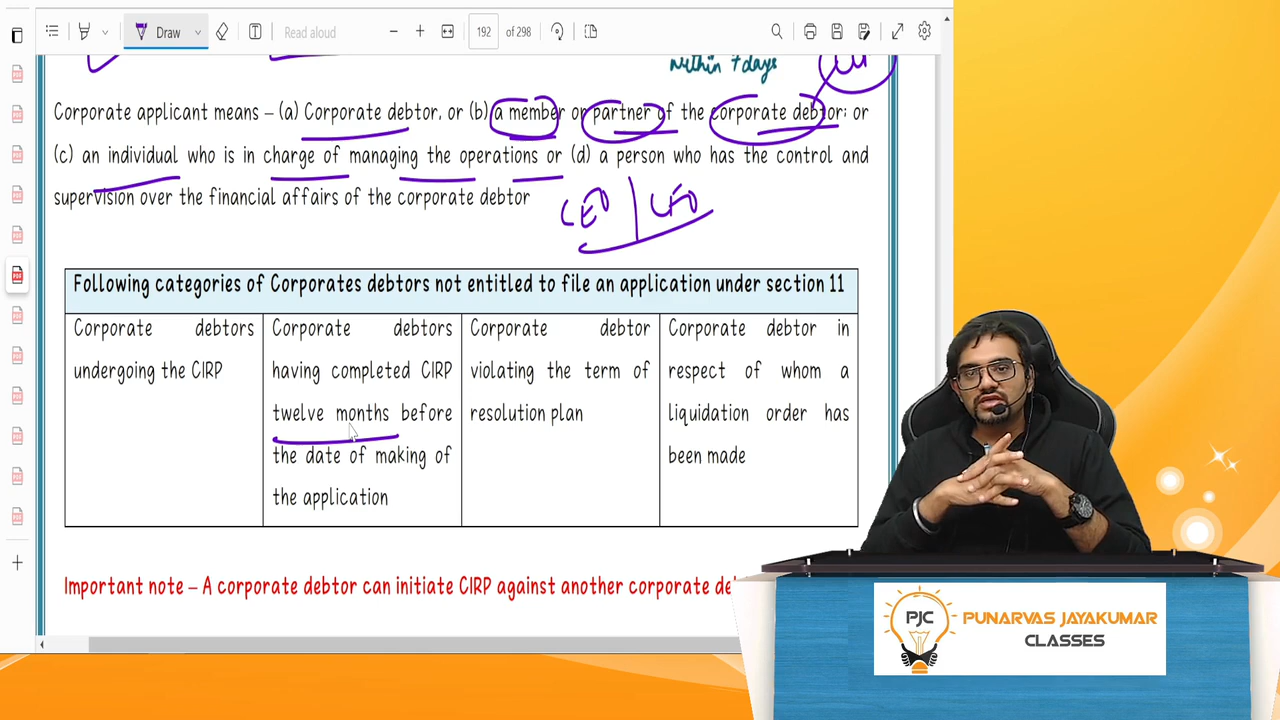 Draw
Read aloud
192 of 298
within 7 days
Corporate applicant means – (a) Corporate debtor, or (b) a member or partner of the corporate debtor; or
(c) an individual who is in charge of managing the operations or (d) a person who has the control and
supervision over the financial affairs of the corporate debtor
CEO | CFO
Following categories of Corporates debtors not entitled to file an application under section 11
Corporate debtors
undergoing the CIRP
Corporate debtors
having completed CIRP
twelve months before
the date of making of
the application
Corporate debtor
violating the term of
resolution plan
Corporate debtor in
respect of whom a
liquidation order has
been made
Important note – A corporate debtor can initiate CIRP against another corporate
PJC
PUNARVAS JAYAKUMAR
CLASSES